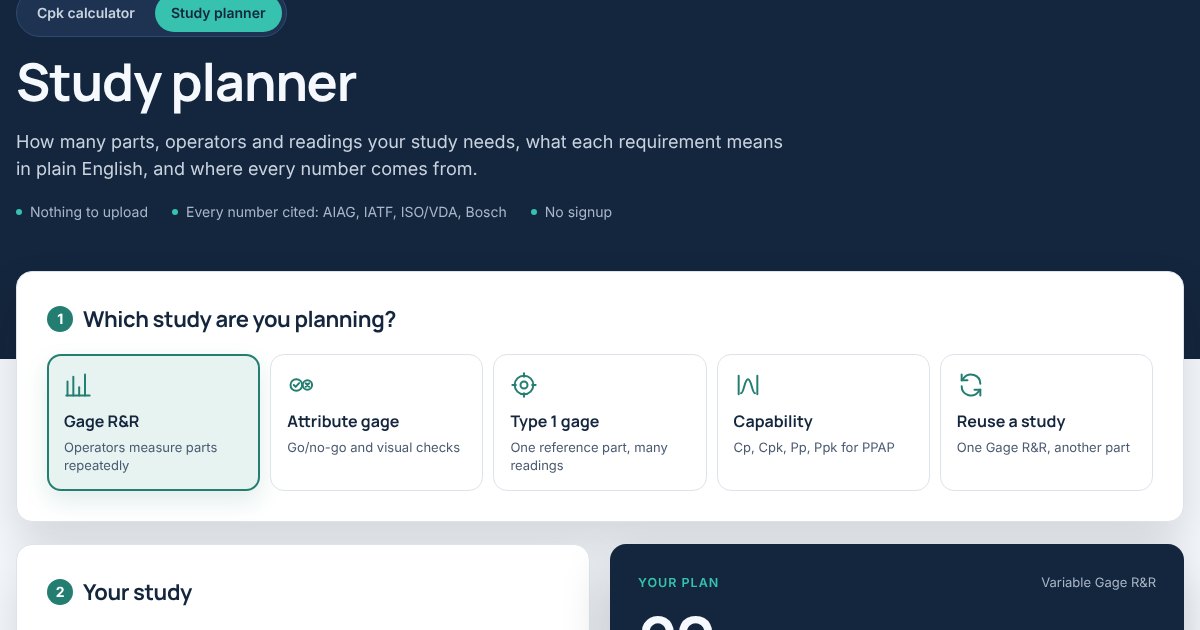 Cpk calculator
Study planner
Study planner
How many parts, operators and readings your study needs, what each requirement means
in plain English, and where every number comes from.
Nothing to upload
Every number cited: AIAG, IATF, ISO/VDA, Bosch
No signup
1
Which study are you planning?
Gage R&R
Operators measure parts
repeatedly
Attribute gage
Go/no-go and visual checks
Type 1 gage
One reference part, many
readings
Capability
Cp, Cpk, Pp, Ppk for PPAP
Reuse a study
One Gage R&R, another part
2
Your study
YOUR PLAN
Variable Gage R&R